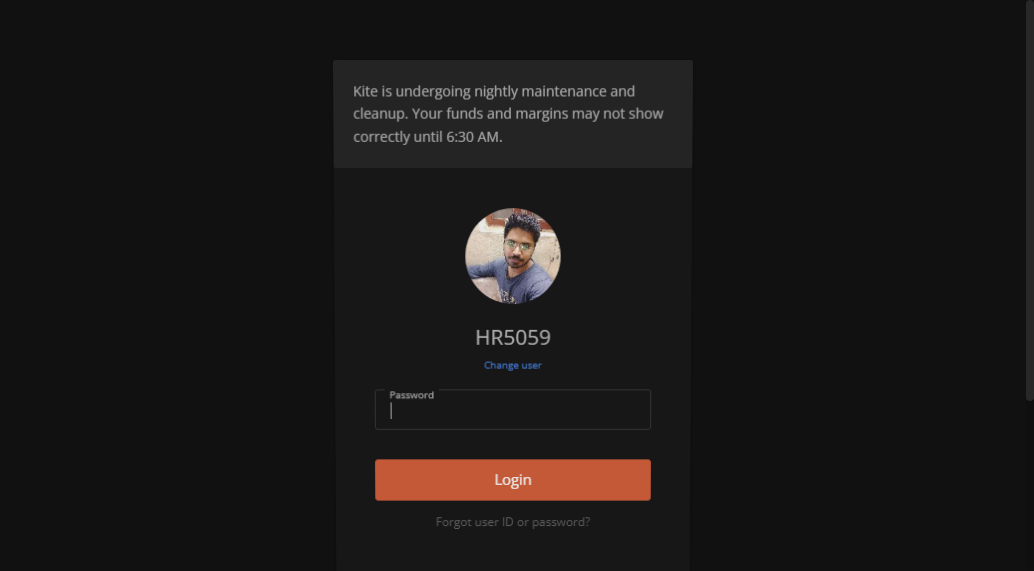 Kite is undergoing nightly maintenance and
cleanup. Your funds and margins may not show
correctly until 6:30 AM.
HR5059
Change user
Password
Login
Forgot user ID or password?